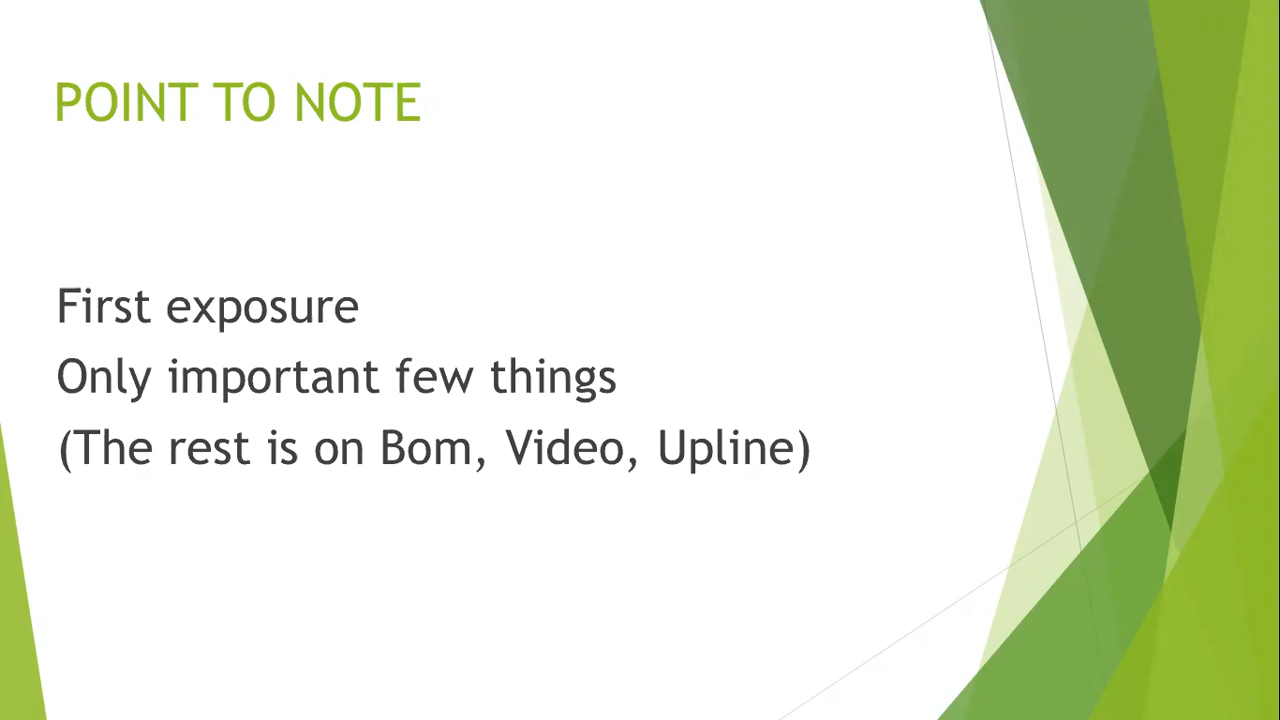 POINT TO NOTE
First exposure
Only important few things
(The rest is on Bom, Video, Upline)